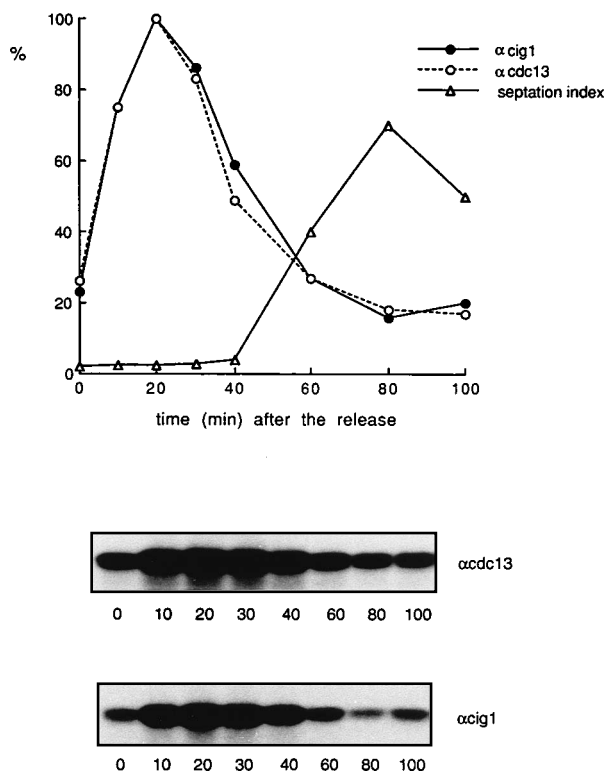 100
%
80
60
40
20
0
α cig1
α cdc13
septation index
0 20 40 60 80 100
time (min) after the release
αcdc13
0 10 20 30 40 60 80 100
αcig1
0 10 20 30 40 60 80 100